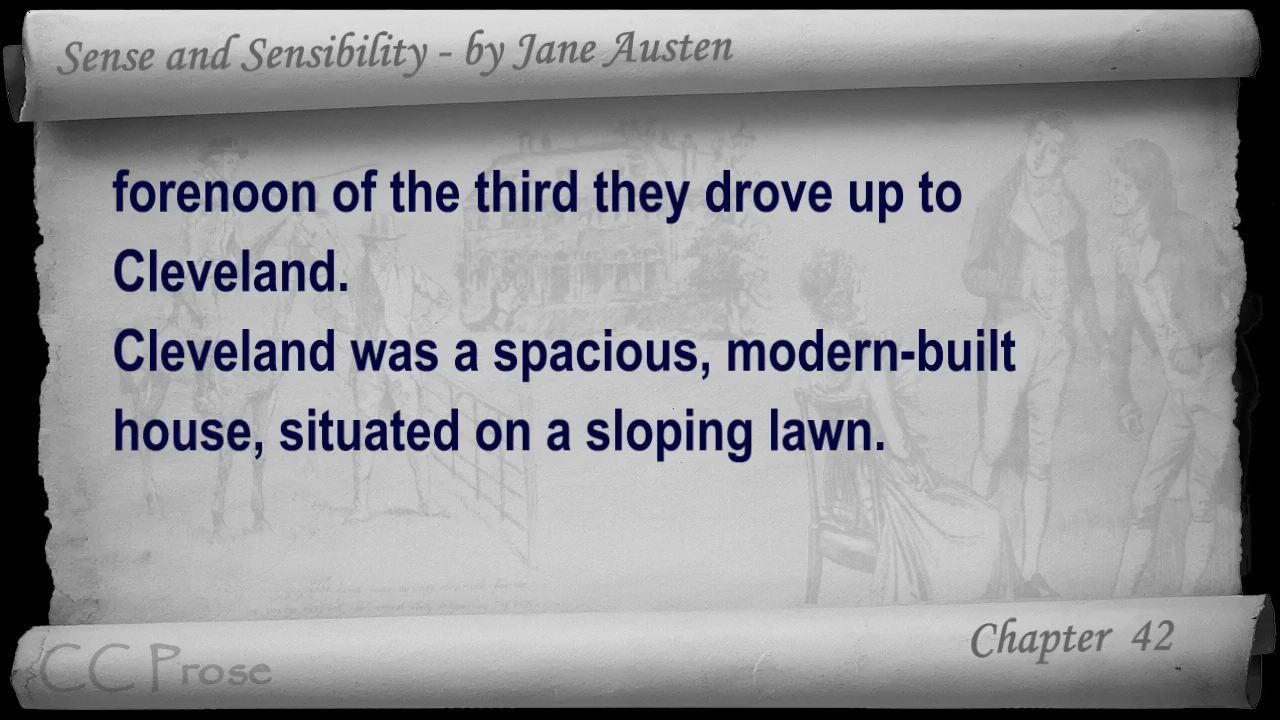 Sense and Sensibility - by Jane Austen
forenoon of the third they drove up to
Cleveland.
Cleveland was a spacious, modern-built
house, situated on a sloping lawn.
Chapter 42
CC Prose